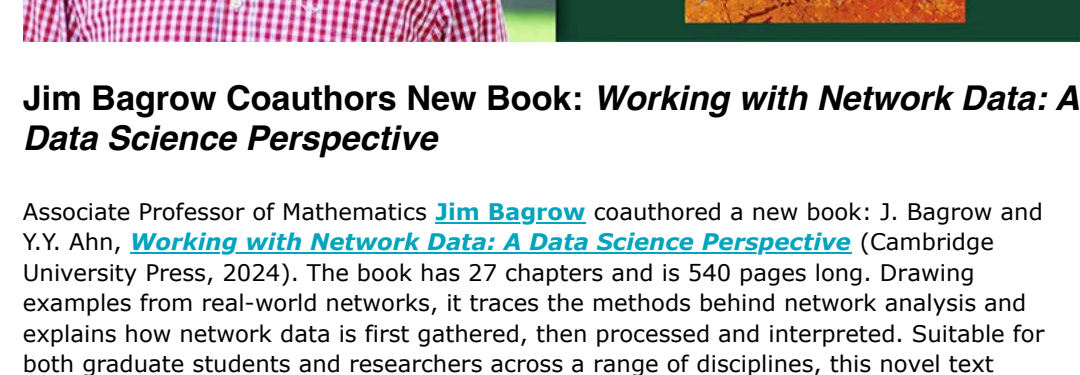 Jim Bagrow Coauthors New Book: Working with Network Data: A
Data Science Perspective
Associate Professor of Mathematics Jim Bagrow coauthored a new book: J. Bagrow and
Y.Y. Ahn, Working with Network Data: A Data Science Perspective (Cambridge
University Press, 2024). The book has 27 chapters and is 540 pages long. Drawing
examples from real-world networks, it traces the methods behind network analysis and
explains how network data is first gathered, then processed and interpreted. Suitable for
both graduate students and researchers across a range of disciplines, this novel text